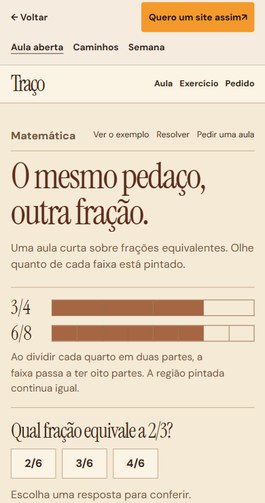 ← Voltar
Quero um site assim↗
Aula aberta Caminhos Semana
Traço
Aula Exercício Pedido
Matemática
Ver o exemplo Resolver Pedir uma aula
O mesmo pedaço,
outra fração.
Uma aula curta sobre frações equivalentes. Olhe
quanto de cada faixa está pintado.
3/4
6/8
Ao dividir cada quarto em duas partes, a
faixa passa a ter oito partes. A região pintada
continua igual.
Qual fração equivale a 2/3?
2/6 3/6 4/6
Escolha uma resposta para conferir.